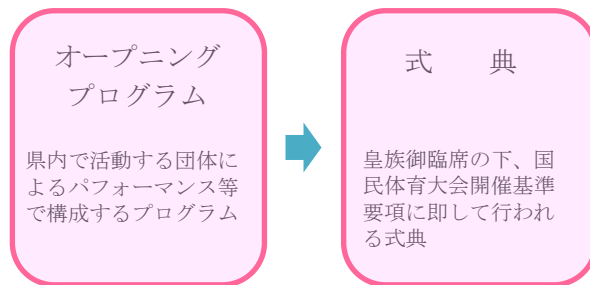 オープニング
プログラム
県内で活動する団体に
よるパフォーマンス等
で構成するプログラム
式　典
皇族御臨席の下、国
民体育大会開催基準
要項に即して行われ
る式典